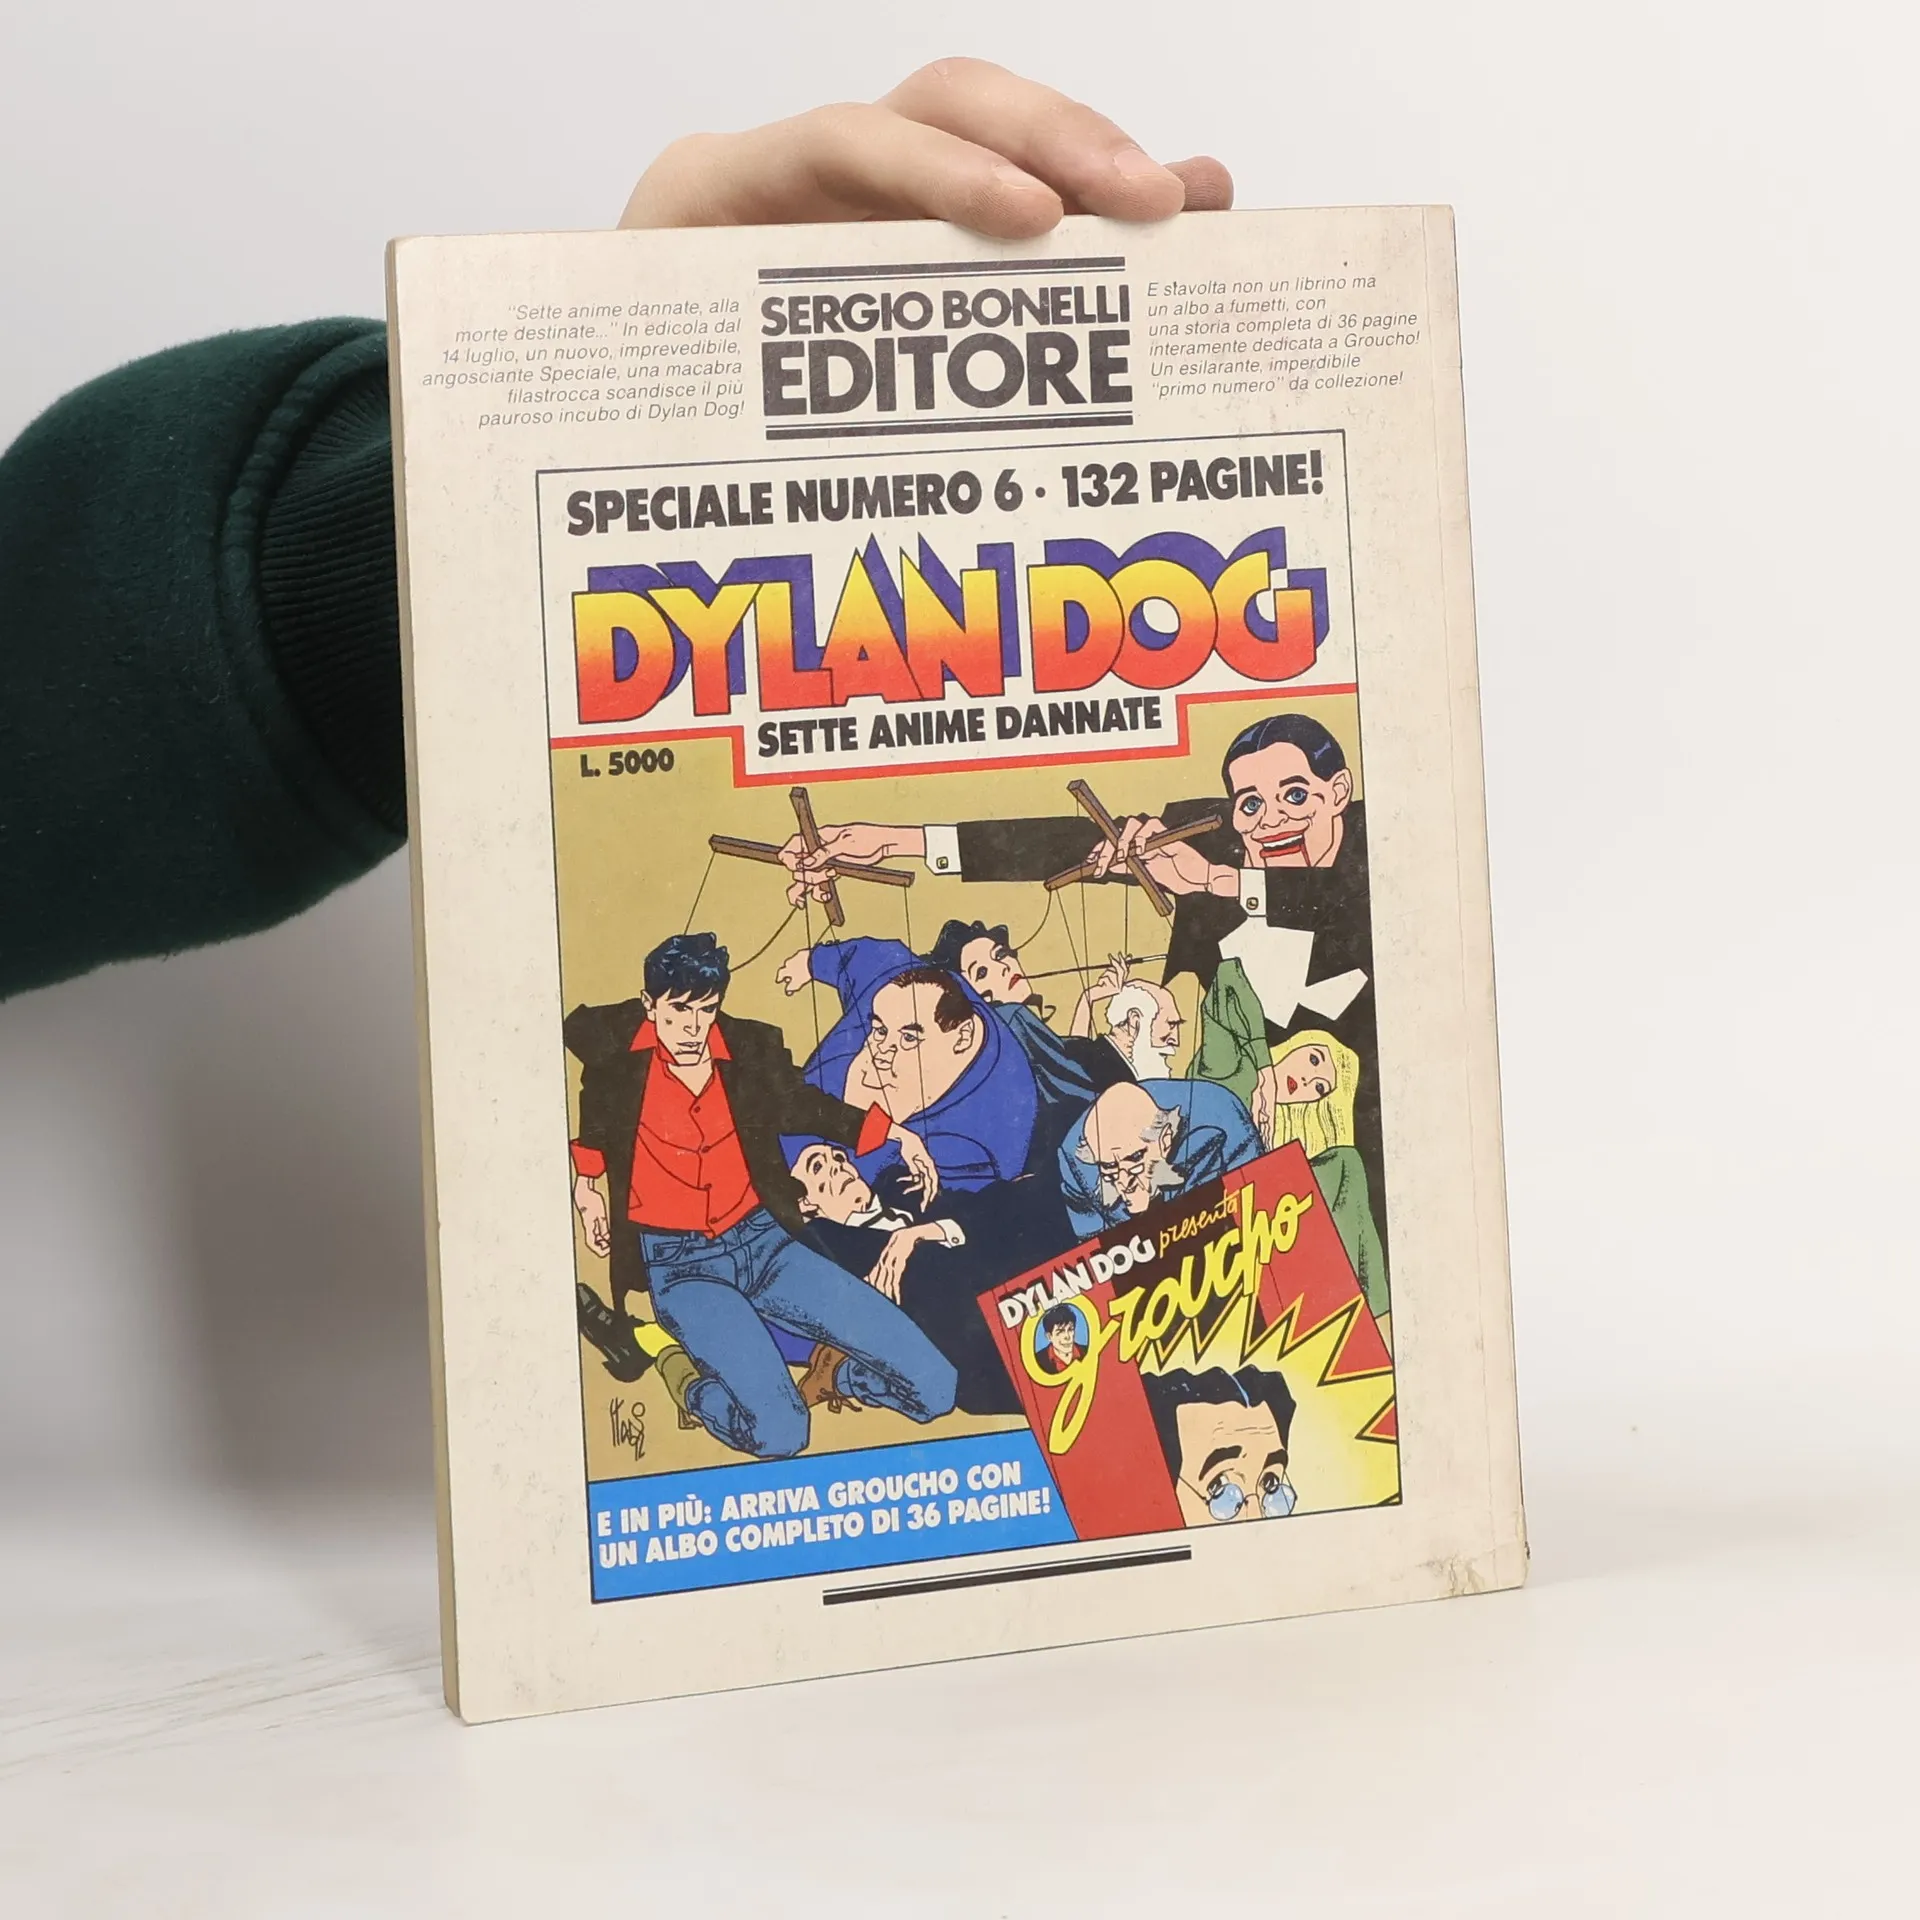 "Sette anime dannate, alla
morte destinate..." In edicola dal
14 luglio, un nuovo, imprevedibile,
angosciante Speciale, una macabra
filastrocca scandisce il più
pauroso incubo di Dylan Dog!
SERGIO BONELLI
EDITORE
E stavolta non un librino ma
un albo a fumetti, con
una storia completa di 36 pagine
interamente dedicata a Groucho!
Un esilarante, imperdibile
"primo numero" da collezione!
SPECIALE NUMERO 6 · 132 PAGINE!
DYLAN DOG
SETTE ANIME DANNATE
L. 5000
DYLAN DOG presenta
Groucho
E IN PIÙ: ARRIVA GROUCHO CON
UN ALBO COMPLETO DI 36 PAGINE!